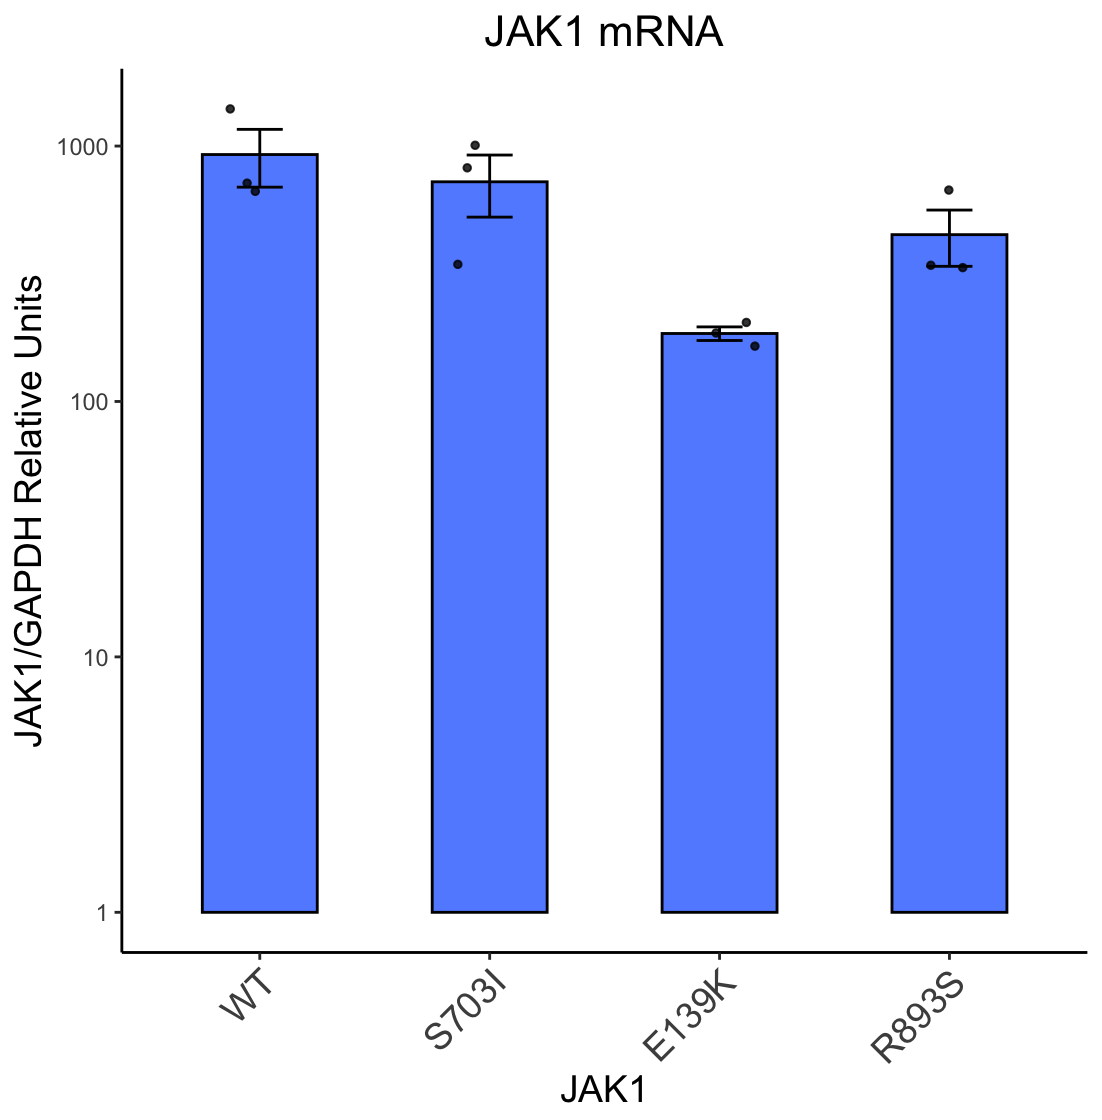 JAK1 mRNA
JAK1/GAPDH Relative Units
1000
100
10
1
WT
S703I
E139K
R893S
JAK1